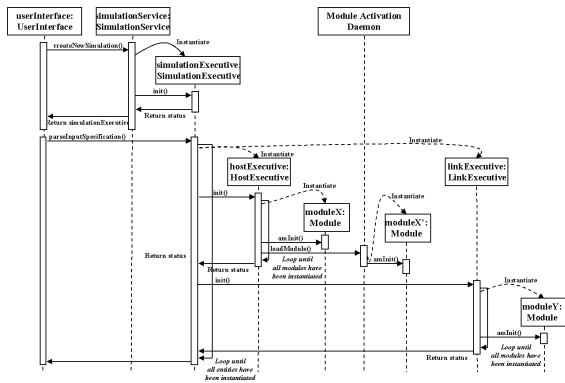 userInterface:
UserInterface
simulationService:
SimulationService
Module Activation
Daemon
createNewSimulation()
Instantiate
simulationExecutive:
SimulationExecutive
init()
Return status
Return simulationExecutive
parseInputSpecification()
Instantiate
Instantiate
hostExecutive:
HostExecutive
linkExecutive:
LinkExecutive
init()
Instantiate
Instantiate
moduleX:
Module
moduleX':
Module
amInit()
loadModule()
Return status
Loop until
all modules have
been instantiated
amInit()
Return status
init()
Instantiate
moduleY:
Module
amInit()
Loop until
all modules have
been instantiated
Return status
Loop until
all entities have
been instantiated